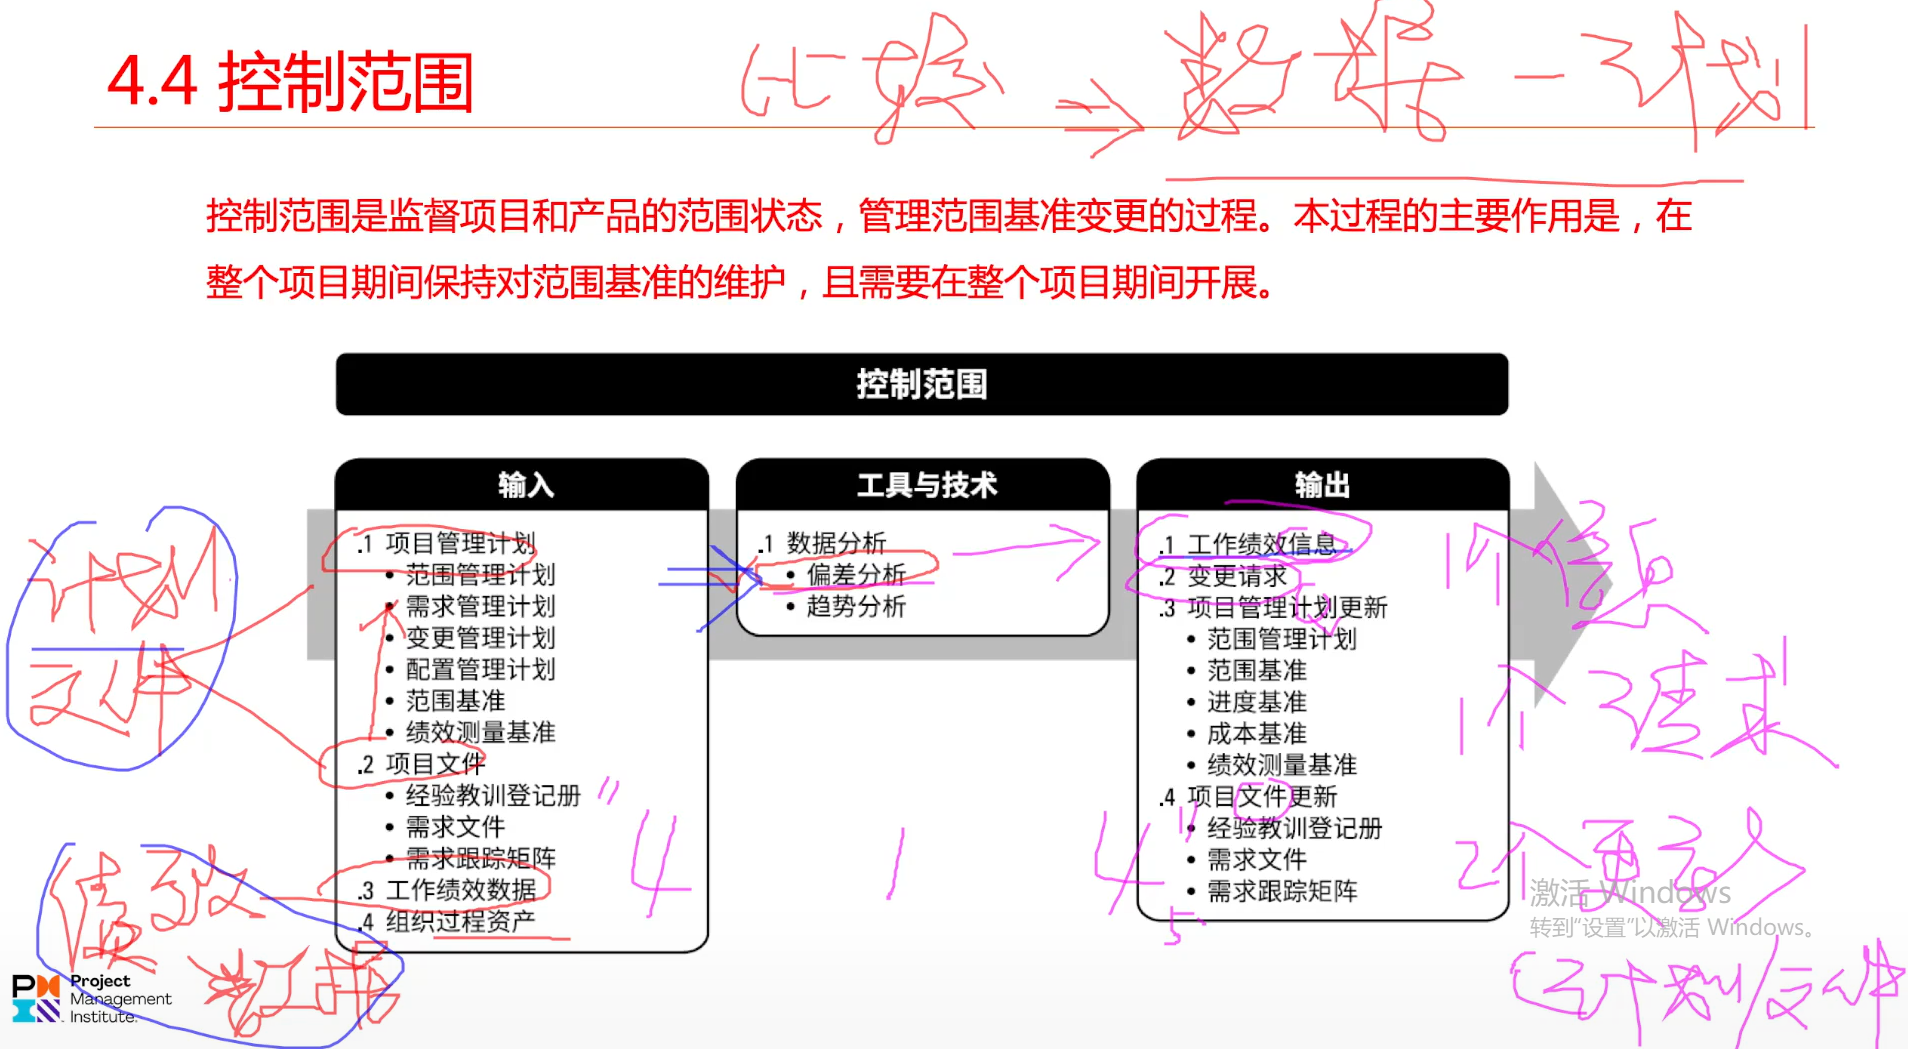 4.4 控制范围
比较 ⇒ 数据 — 计划
控制范围是监督项目和产品的范围状态，管理范围基准变更的过程。本过程的主要作用是，在
整个项目期间保持对范围基准的维护，且需要在整个项目期间开展。
控制范围
输入
.1 项目管理计划
• 范围管理计划
• 需求管理计划
• 变更管理计划
• 配置管理计划
• 范围基准
• 绩效测量基准
.2 项目文件
• 经验教训登记册
• 需求文件
• 需求跟踪矩阵
.3 工作绩效数据
.4 组织过程资产
工具与技术
.1 数据分析
• 偏差分析
• 趋势分析
输出
.1 工作绩效信息
.2 变更请求
.3 项目管理计划更新
• 范围管理计划
• 范围基准
• 进度基准
• 成本基准
• 绩效测量基准
.4 项目文件更新
• 经验教训登记册
• 需求文件
• 需求跟踪矩阵
计划
文件
绩效
数据
4
1
4
5
1个信息
1个请求
2个更新
(计划/文件
激活 Windows
转到“设置”以激活 Windows。
Project
Management
Institute.